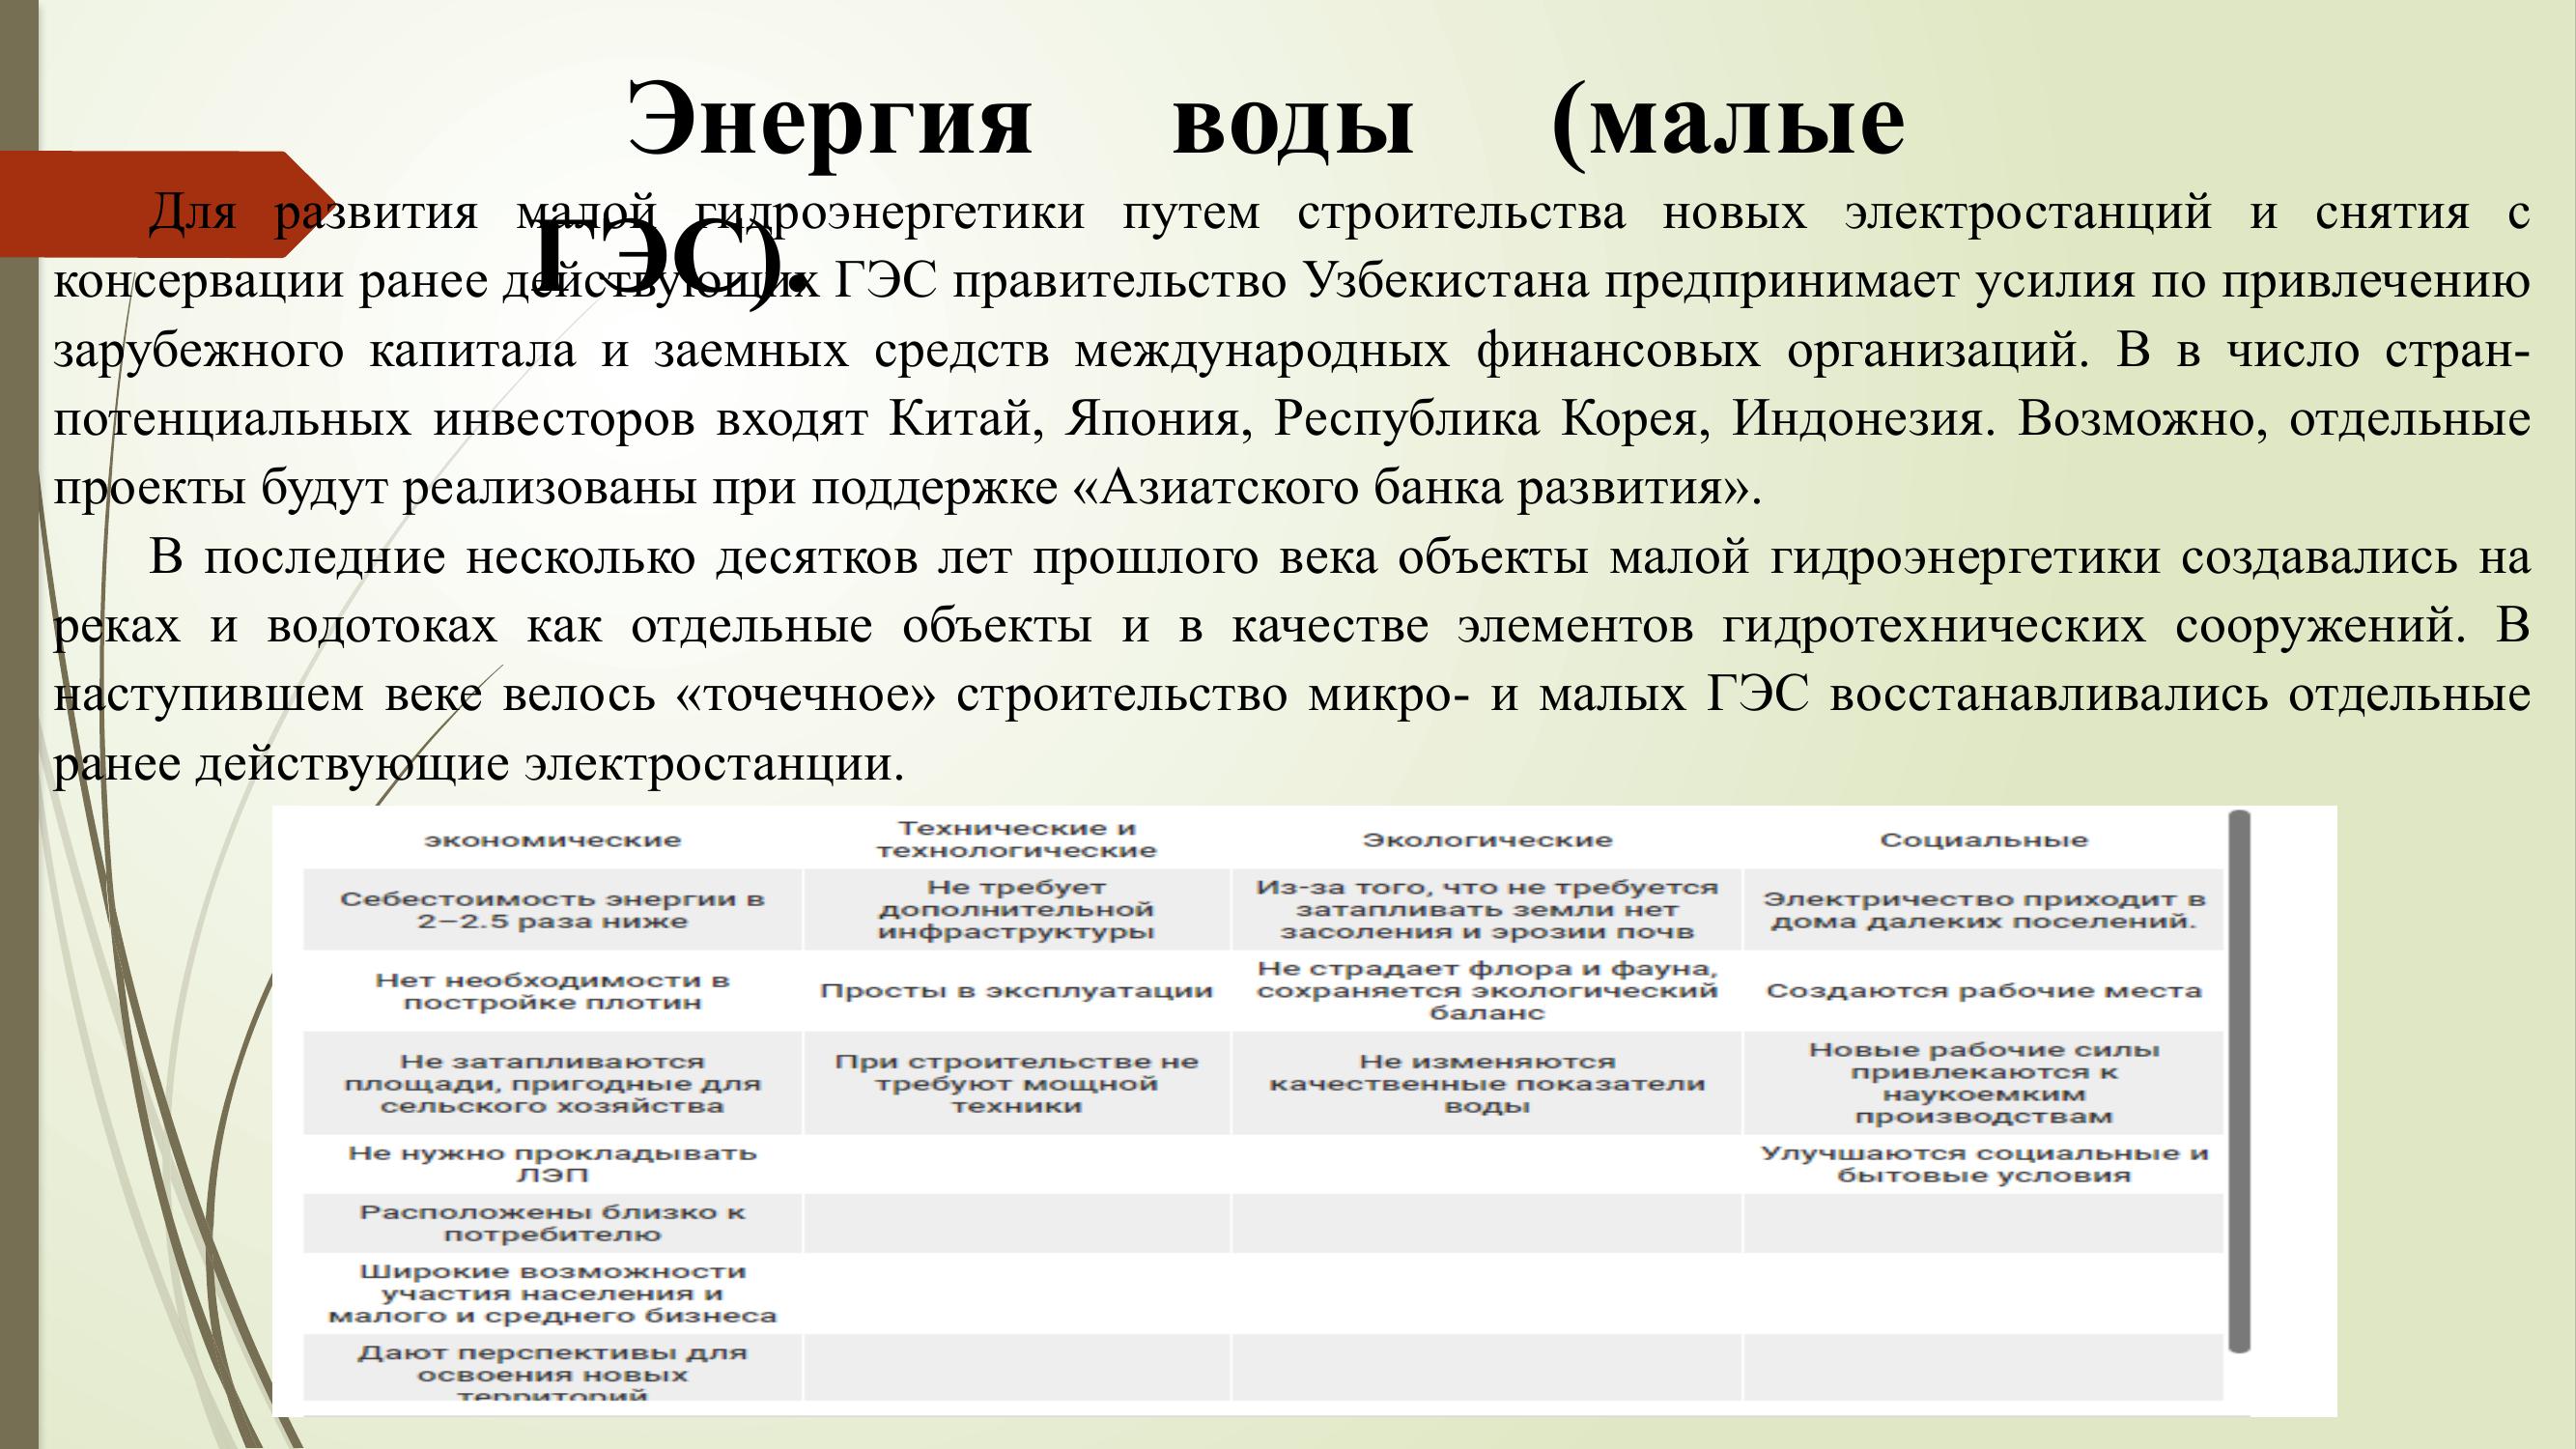 Энергия воды (малые
ГЭС).
Для развития малой гидроэнергетики путем строительства новых электростанций и снятия с
консервации ранее действующих ГЭС правительство Узбекистана предпринимает усилия по привлечению
зарубежного капитала и заемных средств международных финансовых организаций. В в число стран-
потенциальных инвесторов входят Китай, Япония, Республика Корея, Индонезия. Возможно, отдельные
проекты будут реализованы при поддержке «Азиатского банка развития».
В последние несколько десятков лет прошлого века объекты малой гидроэнергетики создавались на
реках и водотоках как отдельные объекты и в качестве элементов гидротехнических сооружений. В
наступившем веке велось «точечное» строительство микро- и малых ГЭС восстанавливались отдельные
ранее действующие электростанции.
экономические
Технические и
технологические
Экологические
Социальные
Себестоимость энергии в
2–2.5 раза ниже
Не требует
дополнительной
инфраструктуры
Из-за того, что не требуется
затапливать земли нет
засоления и эрозии почв
Электричество приходит в
дома далеких поселений.
Нет необходимости в
постройке плотин
Просты в эксплуатации
Не страдает флора и фауна,
сохраняется экологический
баланс
Создаются рабочие места
Не затапливаются
площади, пригодные для
сельского хозяйства
При строительстве не
требуют мощной
техники
Не изменяются
качественные показатели
воды
Новые рабочие силы
привлекаются к
наукоемким
производствам
Не нужно прокладывать
ЛЭП
Улучшаются социальные и
бытовые условия
Расположены близко к
потребителю
Широкие возможности
участия населения и
малого и среднего бизнеса
Дают перспективы для
освоения новых
территорий